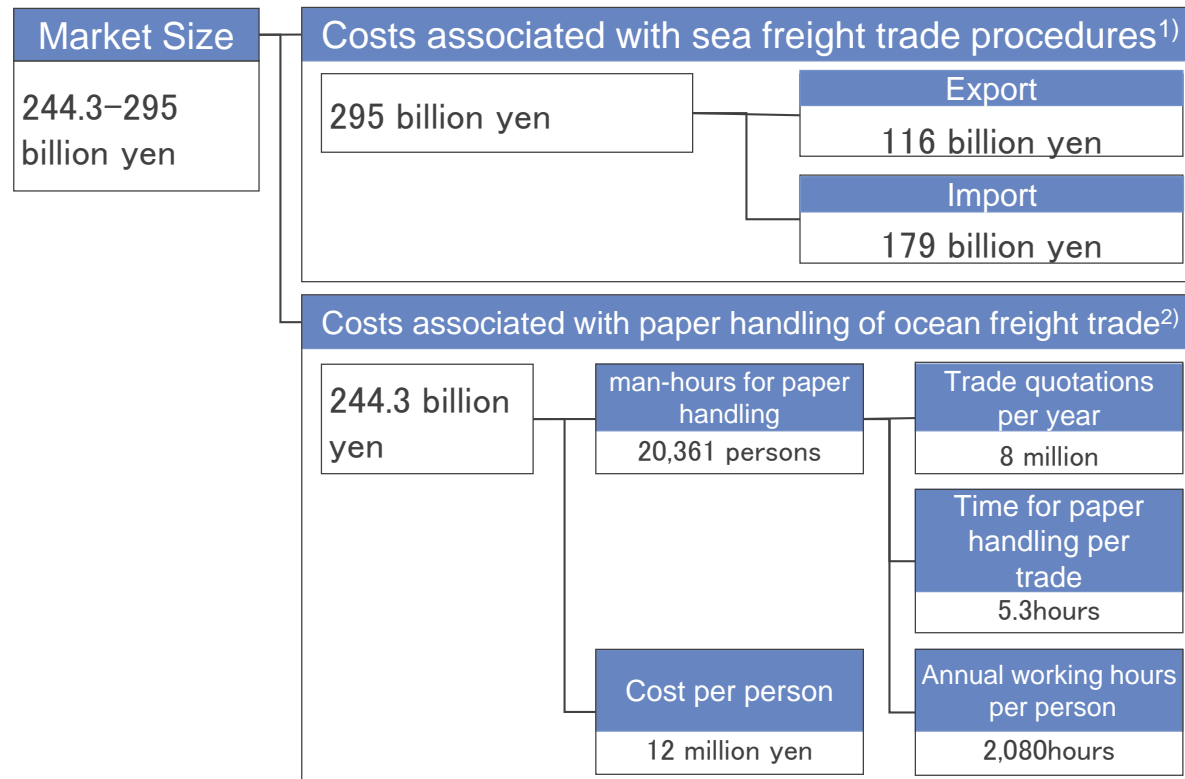 Market Size
244.3-295
billion yen
Costs associated with sea freight trade procedures1)
295 billion yen
Export
116 billion yen
Import
179 billion yen
Costs associated with paper handling of ocean freight trade2)
244.3 billion
yen
man-hours for paper
handling
20,361 persons
Trade quotations
per year
8 million
Time for paper
handling per
trade
5.3hours
Cost per person
12 million yen
Annual working hours
per person
2,080hours